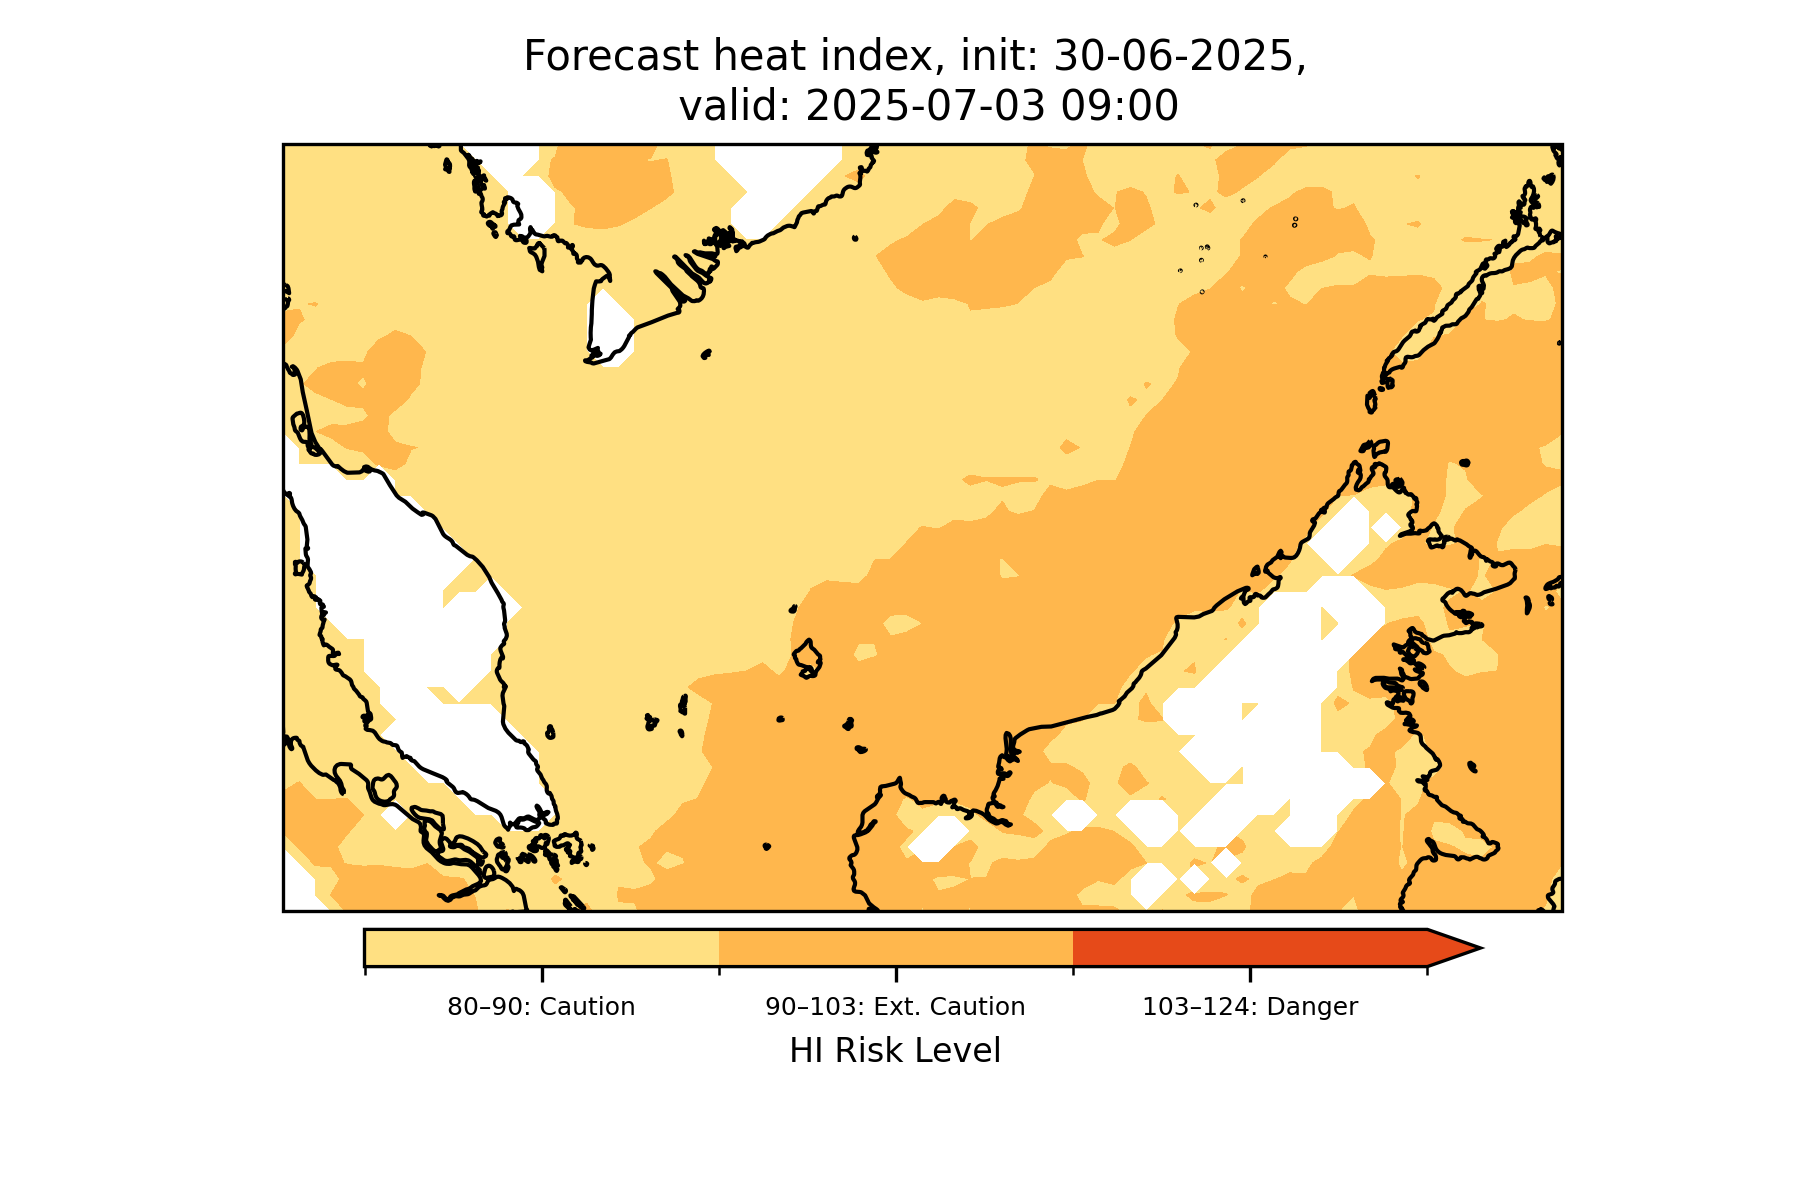 Forecast heat index, init: 30-06-2025,
valid: 2025-07-03 09:00
80–90: Caution
90–103: Ext. Caution
103–124: Danger
HI Risk Level